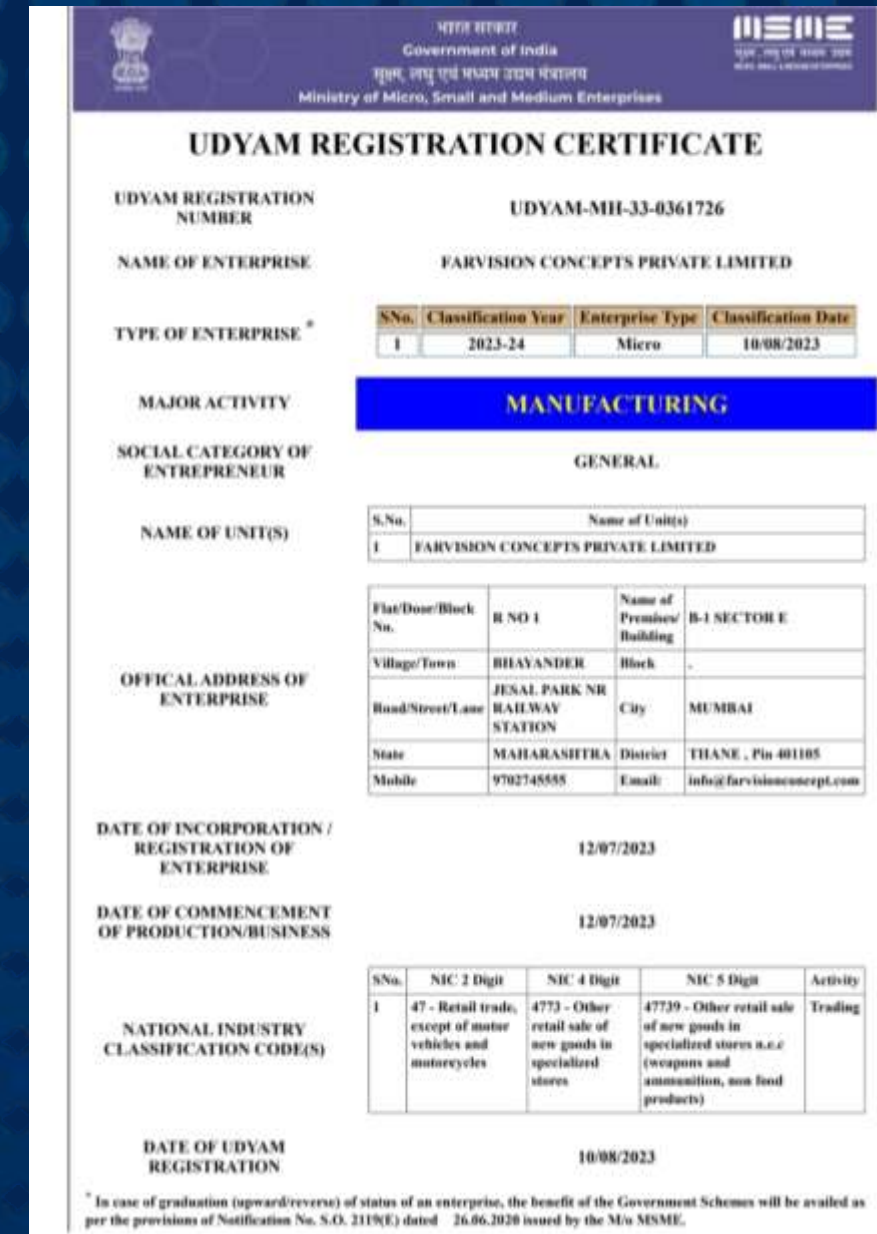 भारत सरकार
Government of India
सूक्ष्म, लघु एवं मध्यम उद्यम मंत्रालय
Ministry of Micro, Small and Medium Enterprises
MSME
UDYAM REGISTRATION CERTIFICATE
UDYAM REGISTRATION NUMBER UDYAM-MH-33-0361726
NAME OF ENTERPRISE FARVISION CONCEPTS PRIVATE LIMITED
TYPE OF ENTERPRISE *
SNo. Classification Year Enterprise Type Classification Date
1 2023-24 Micro 10/08/2023
MAJOR ACTIVITY MANUFACTURING
SOCIAL CATEGORY OF ENTREPRENEUR GENERAL
NAME OF UNIT(S)
S.No. Name of Unit(s)
1 FARVISION CONCEPTS PRIVATE LIMITED
OFFICAL ADDRESS OF ENTERPRISE
Flat/Door/Block No. R NO 1 Name of Premises/ Building B-1 SECTOR E
Village/Town BHAYANDER Block .
Road/Street/Lane JESAL PARK NR RAILWAY STATION City MUMBAI
State MAHARASHTRA District THANE , Pin 401105
Mobile 9702745555 Email: info@farvisionconcept.com
DATE OF INCORPORATION / REGISTRATION OF ENTERPRISE 12/07/2023
DATE OF COMMENCEMENT OF PRODUCTION/BUSINESS 12/07/2023
NATIONAL INDUSTRY CLASSIFICATION CODE(S)
SNo. NIC 2 Digit NIC 4 Digit NIC 5 Digit Activity
1 47 - Retail trade, except of motor vehicles and motorcycles 4773 - Other retail sale of new goods in specialized stores 47739 - Other retail sale of new goods in specialized stores n.e.c (weapons and ammunition, non food products) Trading
DATE OF UDYAM REGISTRATION 10/08/2023
* In case of graduation (upward/reverse) of status of an enterprise, the benefit of the Government Schemes will be availed as
per the provisions of Notification No. S.O. 2119(E) dated 26.06.2020 issued by the M/o MSME.